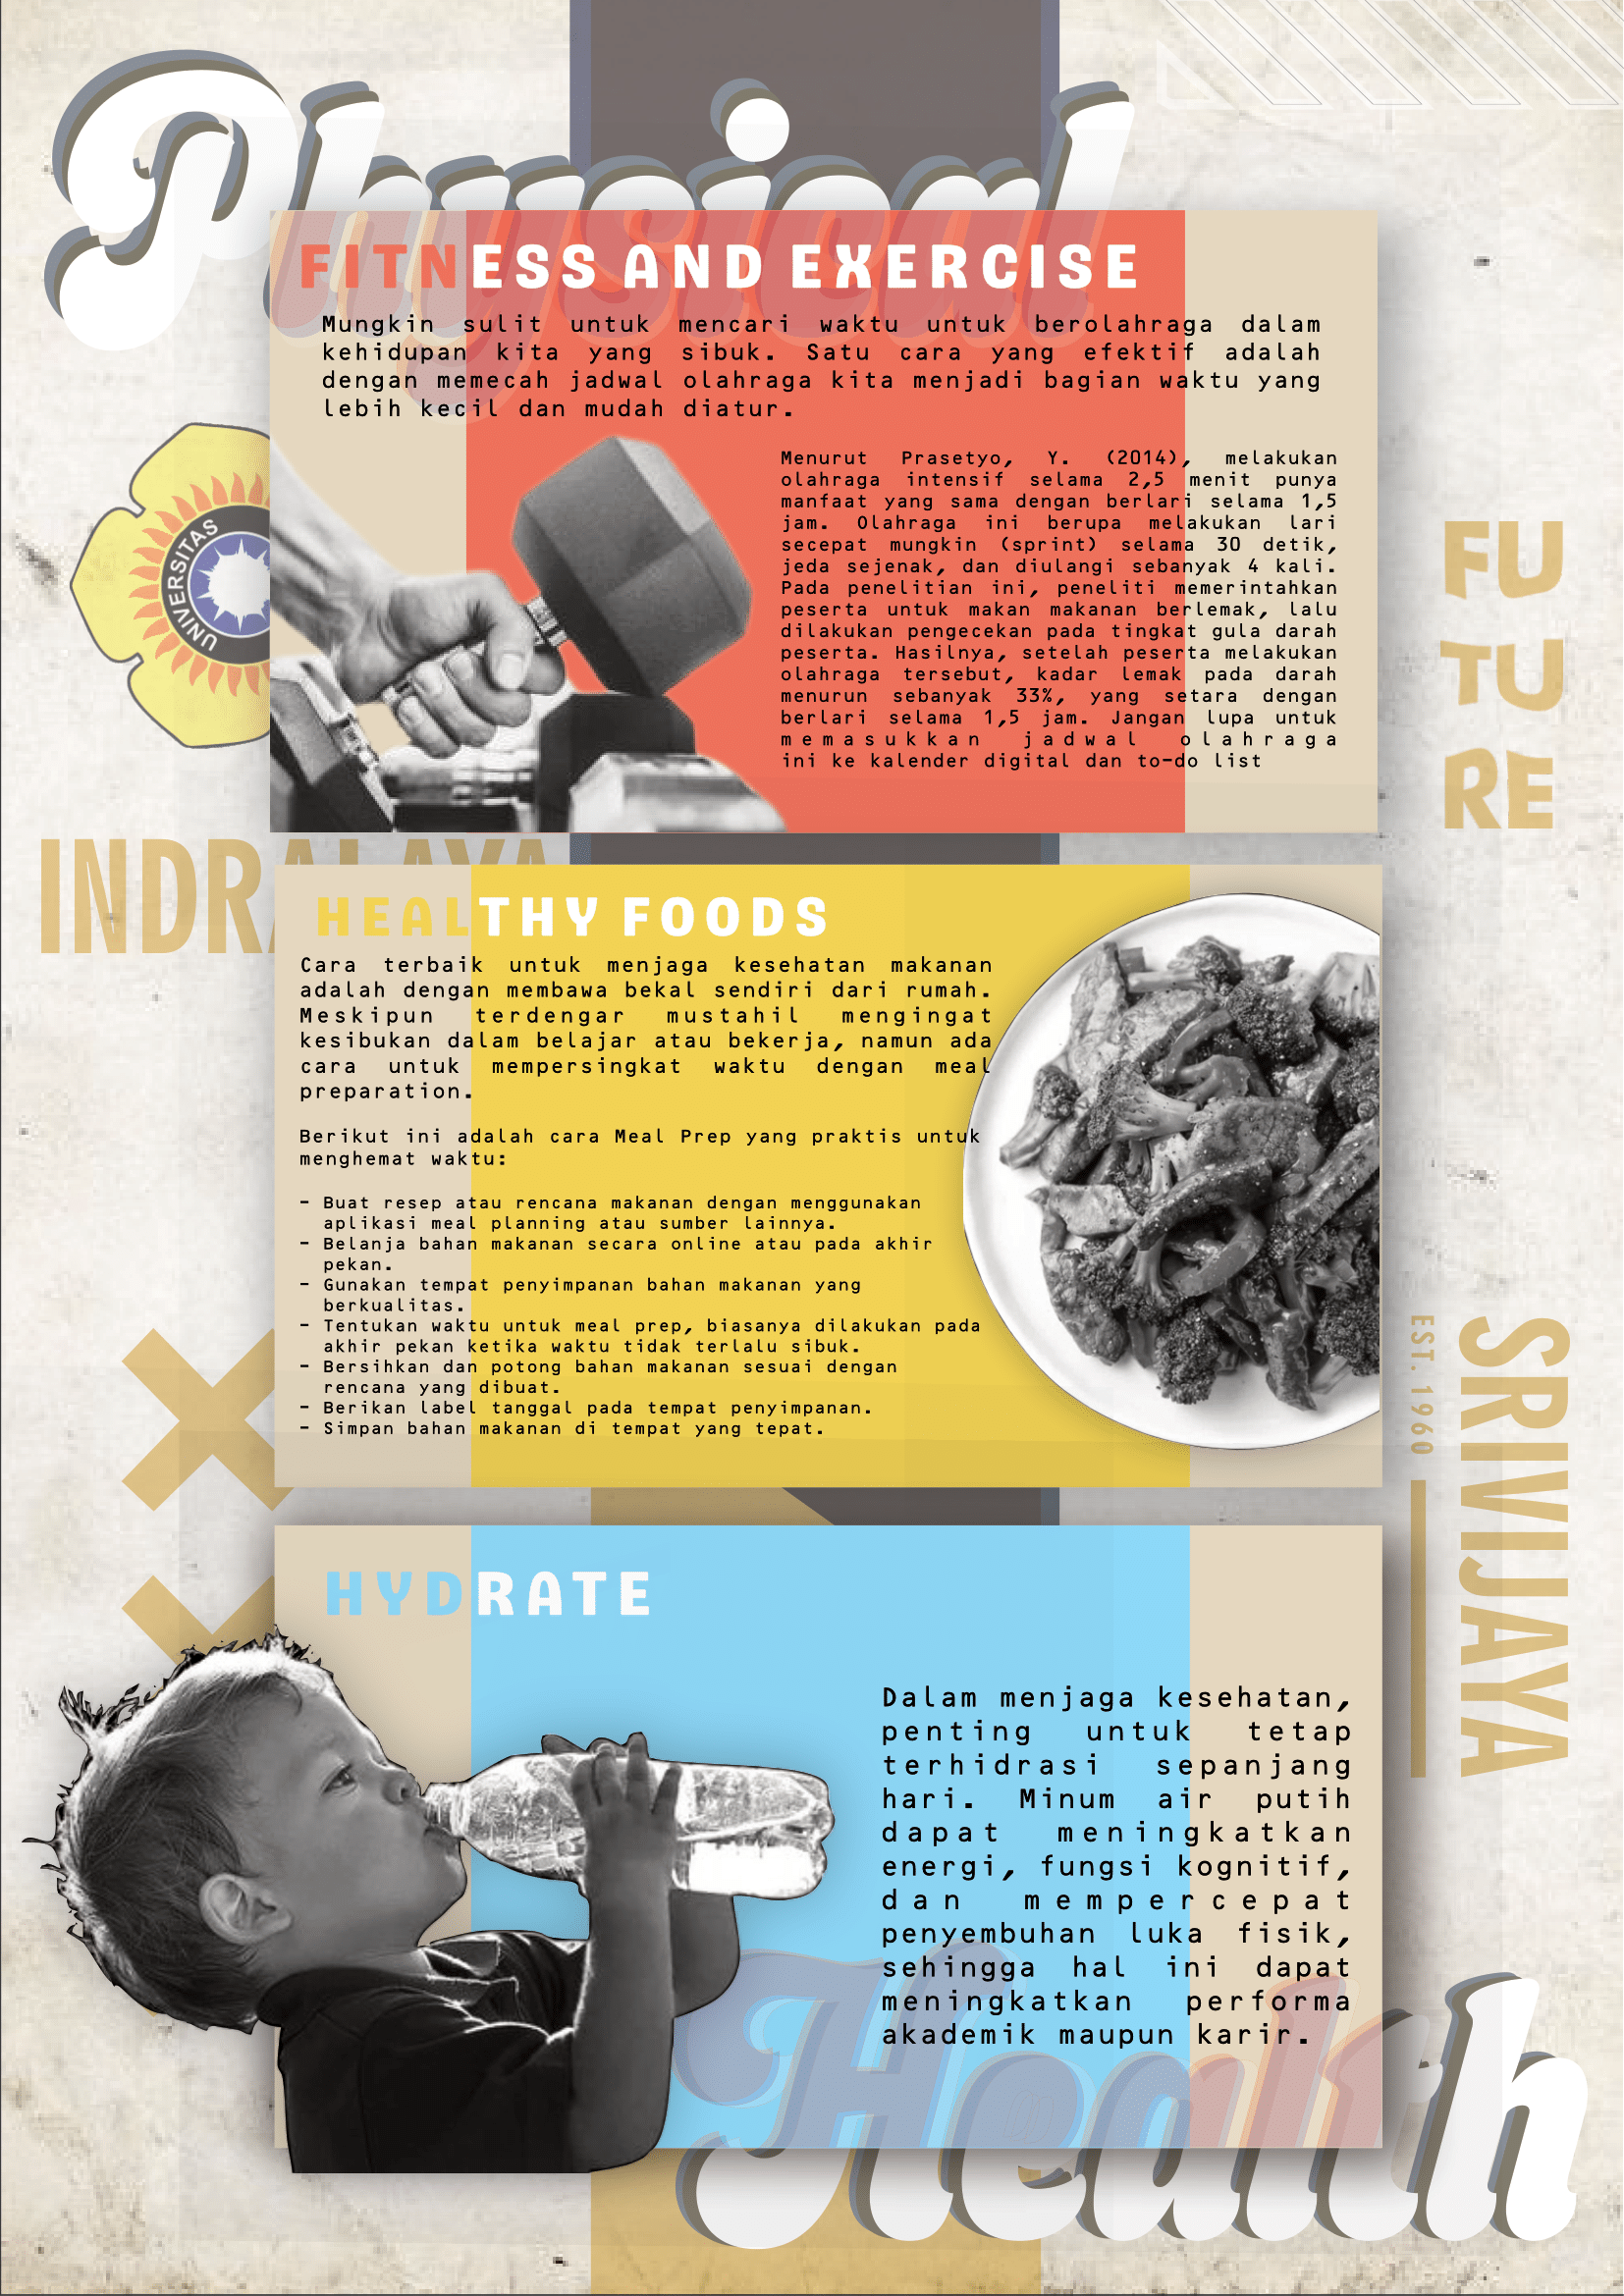 Physical
FITNESS AND EXERCISE
Mungkin sulit untuk mencari waktu untuk berolahraga dalam
kehidupan kita yang sibuk. Satu cara yang efektif adalah
dengan memecah jadwal olahraga kita menjadi bagian waktu yang
lebih kecil dan mudah diatur.
Menurut Prasetyo, Y. (2014), melakukan
olahraga intensif selama 2,5 menit punya
manfaat yang sama dengan berlari selama 1,5
jam. Olahraga ini berupa melakukan lari
secepat mungkin (sprint) selama 30 detik,
jeda sejenak, dan diulangi sebanyak 4 kali.
Pada penelitian ini, peneliti memerintahkan
peserta untuk makan makanan berlemak, lalu
dilakukan pengecekan pada tingkat gula darah
peserta. Hasilnya, setelah peserta melakukan
olahraga tersebut, kadar lemak pada darah
menurun sebanyak 33%, yang setara dengan
berlari selama 1,5 jam. Jangan lupa untuk
memasukkan jadwal olahraga
ini ke kalender digital dan to-do list
UNIVERSITAS
FU
TU
RE
HEALTHY FOODS
Cara terbaik untuk menjaga kesehatan makanan
adalah dengan membawa bekal sendiri dari rumah.
Meskipun terdengar mustahil mengingat
kesibukan dalam belajar atau bekerja, namun ada
cara untuk mempersingkat waktu dengan meal
preparation.
Berikut ini adalah cara Meal Prep yang praktis untuk
menghemat waktu:
- Buat resep atau rencana makanan dengan menggunakan
aplikasi meal planning atau sumber lainnya.
- Belanja bahan makanan secara online atau pada akhir
pekan.
- Gunakan tempat penyimpanan bahan makanan yang
berkualitas.
- Tentukan waktu untuk meal prep, biasanya dilakukan pada
akhir pekan ketika waktu tidak terlalu sibuk.
- Bersihkan dan potong bahan makanan sesuai dengan
rencana yang dibuat.
- Berikan label tanggal pada tempat penyimpanan.
- Simpan bahan makanan di tempat yang tepat.
EST. 1960
SRIVIJAYA
HYDRATE
Dalam menjaga kesehatan,
penting untuk tetap
terhidrasi sepanjang
hari. Minum air putih
dapat meningkatkan
energi, fungsi kognitif,
dan mempercepat
penyembuhan luka fisik,
sehingga hal ini dapat
meningkatkan performa
akademik maupun karir.
Health